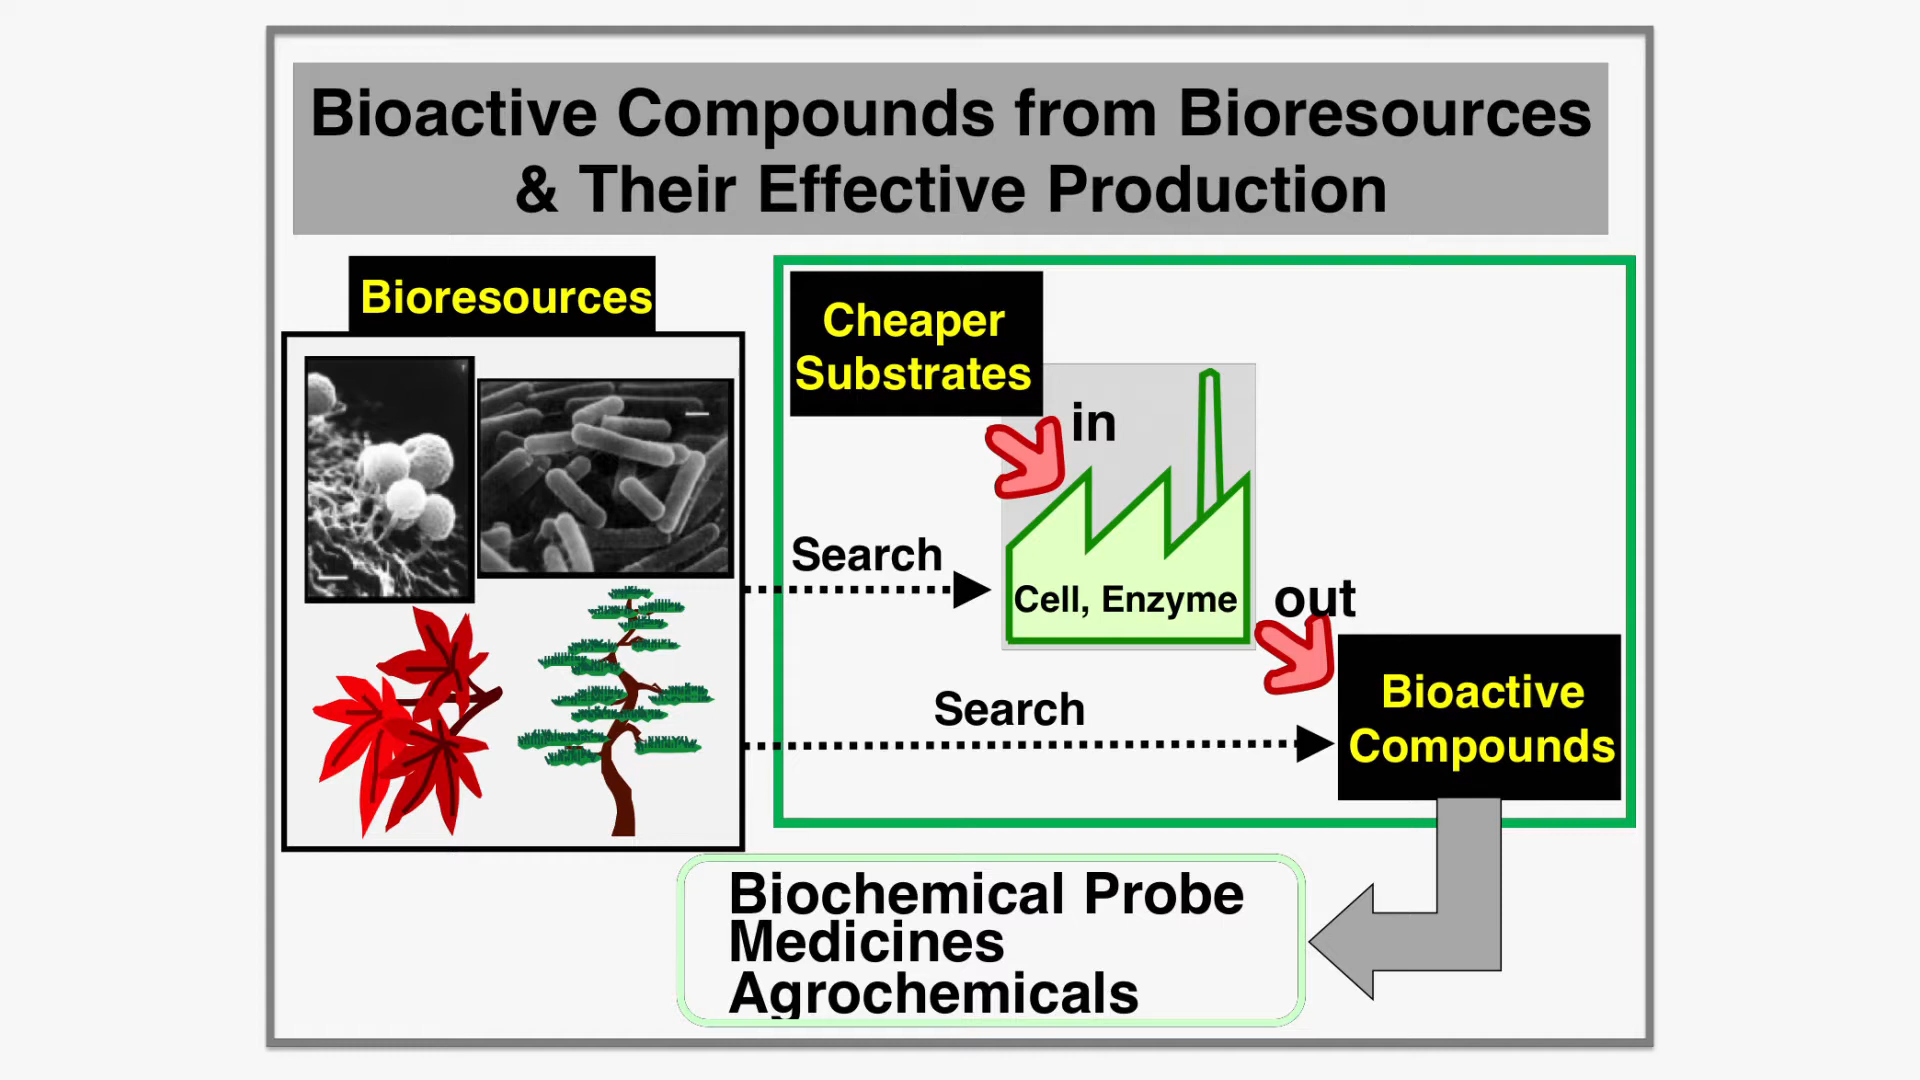 Bioactive Compounds from Bioresources
& Their Effective Production
Bioresources
Cheaper
Substrates
in
Search
Cell, Enzyme
out
Search
Bioactive
Compounds
Biochemical Probe
Medicines
Agrochemicals